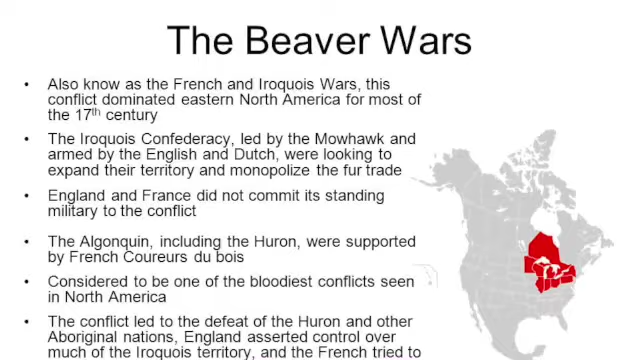 The Beaver Wars
• Also know as the French and Iroquois Wars, this
conflict dominated eastern North America for most of
the 17th century
• The Iroquois Confederacy, led by the Mowhawk and
armed by the English and Dutch, were looking to
expand their territory and monopolize the fur trade
• England and France did not commit its standing
military to the conflict
• The Algonquin, including the Huron, were supported
by French Coureurs du bois
• Considered to be one of the bloodiest conflicts seen
in North America
• The conflict led to the defeat of the Huron and other
Aboriginal nations, England asserted control over
much of the Iroquois territory, and the French tried to